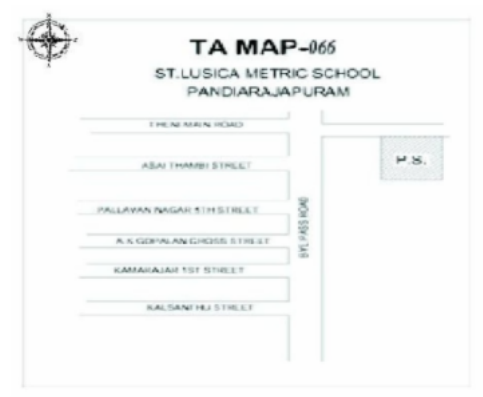 TA MAP-066
ST.LUSICA METRIC SCHOOL
PANDIARAJAPURAM
THENI MAIN ROAD
P.S.
ASAI THAMBI STREET
PALLAVAN NAGAR 5TH STREET
BYE PASS ROAD
A.K GOPALAN CROSS STREET
KAMARAJAR 1ST STREET
STREET